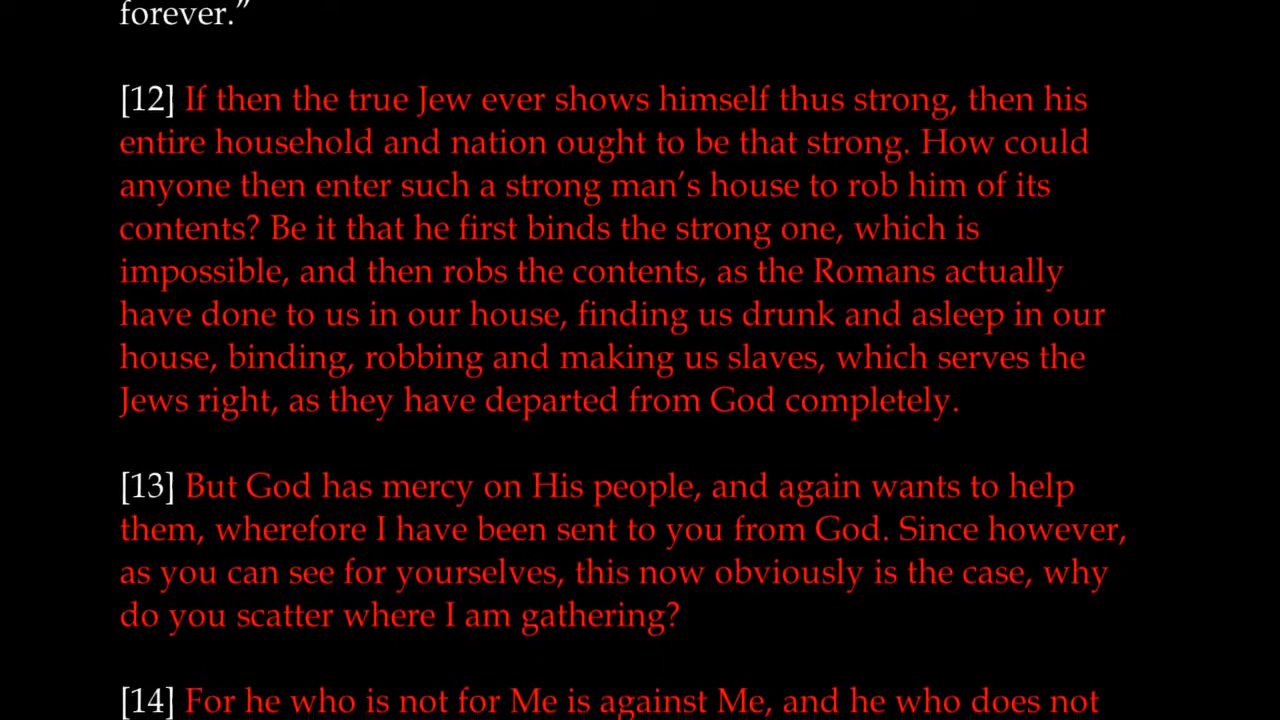 forever.”
[12] If then the true Jew ever shows himself thus strong, then his
entire household and nation ought to be that strong. How could
anyone then enter such a strong man’s house to rob him of its
contents? Be it that he first binds the strong one, which is
impossible, and then robs the contents, as the Romans actually
have done to us in our house, finding us drunk and asleep in our
house, binding, robbing and making us slaves, which serves the
Jews right, as they have departed from God completely.
[13] But God has mercy on His people, and again wants to help
them, wherefore I have been sent to you from God. Since however,
as you can see for yourselves, this now obviously is the case, why
do you scatter where I am gathering?
[14] For he who is not for Me is against Me, and he who does not